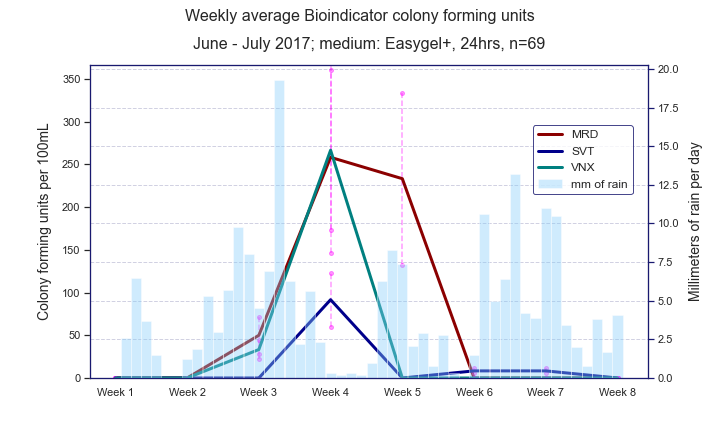 Weekly average Bioindicator colony forming units
June - July 2017; medium: Easygel+, 24hrs, n=69
Colony forming units per 100mL
350
300
250
200
150
100
50
0
Week 1
Week 2
Week 3
Week 4
Week 5
Week 6
Week 7
Week 8
MRD
SVT
VNX
mm of rain
20.0
17.5
15.0
12.5
10.0
7.5
5.0
2.5
0.0
Millimeters of rain per day